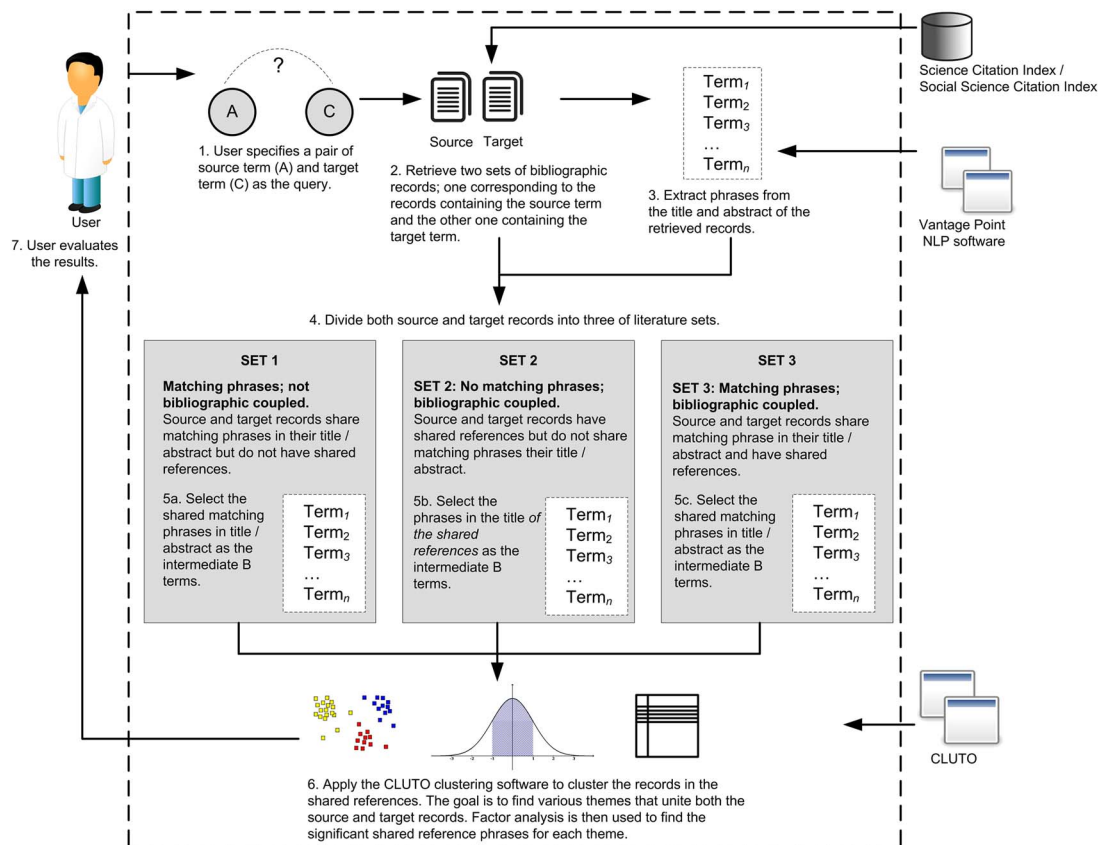 ?
A
C
1. User specifies a pair of
source term (A) and target
term (C) as the query.
Source
Target
2. Retrieve two sets of bibliographic
records; one corresponding to the
records containing the source term
and the other one containing the
target term.
Term1
Term2
Term3
...
Termn
3. Extract phrases from
the title and abstract of the
retrieved records.
Science Citation Index /
Social Science Citation Index
Vantage Point
NLP software
User
7. User evaluates
the results.
4. Divide both source and target records into three of literature sets.
SET 1
Matching phrases; not
bibliographic coupled.
Source and target records share
matching phrases in their title /
abstract but do not have shared
references.
5a. Select the
shared matching
phrases in title /
abstract as the
intermediate B
terms.
Term1
Term2
Term3
...
Termn
SET 2
SET 2: No matching phrases;
bibliographic coupled.
Source and target records have
shared references but do not share
matching phrases their title /
abstract.
5b. Select the
phrases in the title of
the shared
references as the
intermediate B
terms.
Term1
Term2
Term3
...
Termn
SET 3
SET 3: Matching phrases;
bibliographic coupled.
Source and target records share
matching phrase in their title /
abstract and have shared
references.
5c. Select the
shared matching
phrases in title /
abstract as the
intermediate B
terms.
Term1
Term2
Term3
...
Termn
-3 -2 -1 0 1 2 3
CLUTO
6. Apply the CLUTO clustering software to cluster the records in the
shared references. The goal is to find various themes that unite both the
source and target records. Factor analysis is then used to find the
significant shared reference phrases for each theme.